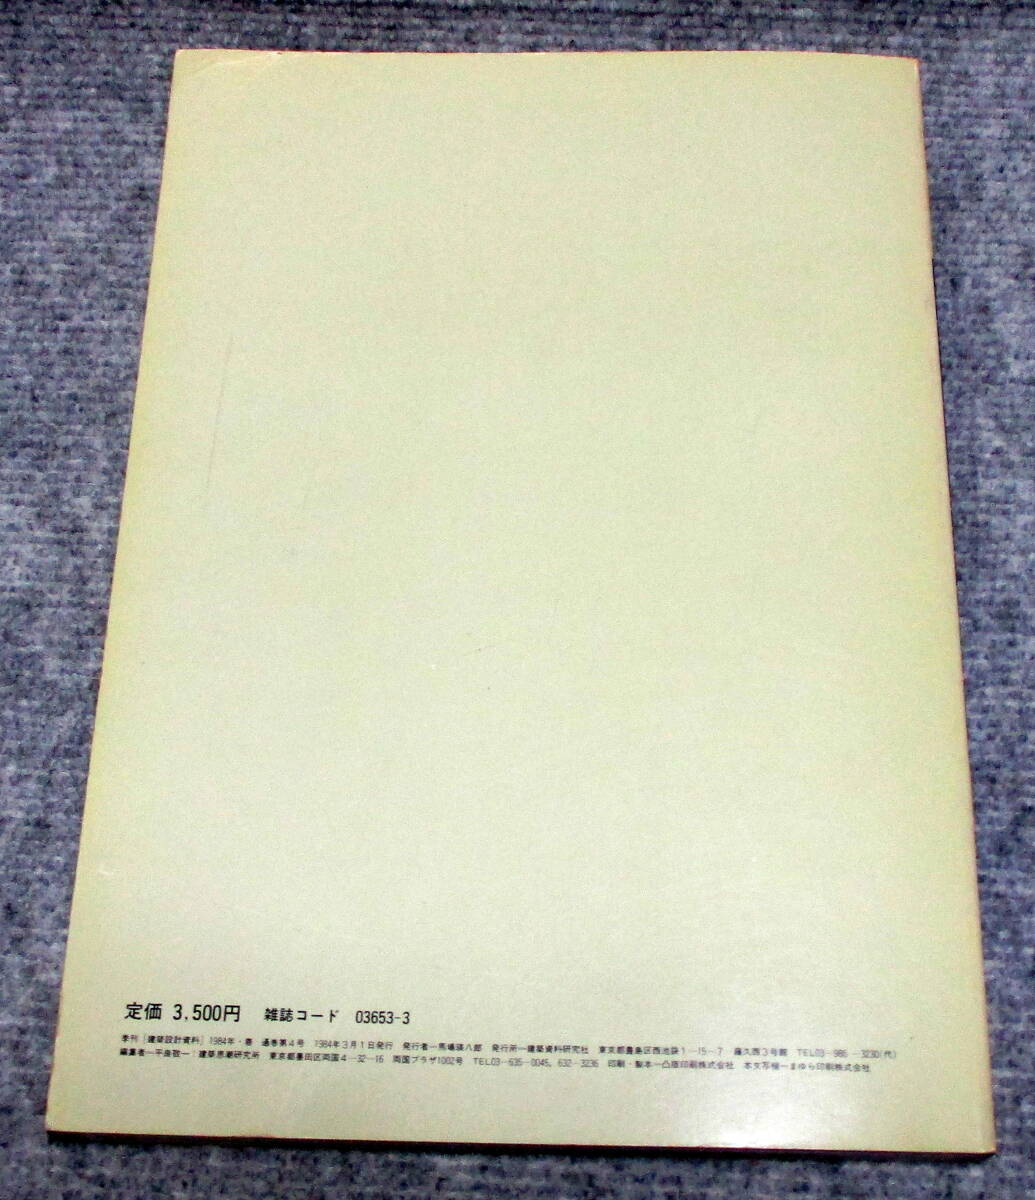 定価 3,500円 雑誌コード 03653-3
季刊「建築設計資料」1984年・春 通巻第4号 1984年3月1日発行 発行者—馬場瑛八郎 発行所—建築資料研究社 東京都豊島区西池袋1—15—7 藤久西3号館 TEL03—986—3230(代)
編集者—平良敬一:建築思潮研究所 東京都墨田区両国4—32—16 両国プラザ1002号 TEL03—635—0045, 632—3236 印刷・製本—凸版印刷株式会社 本文写植—まゆら印刷株式会社